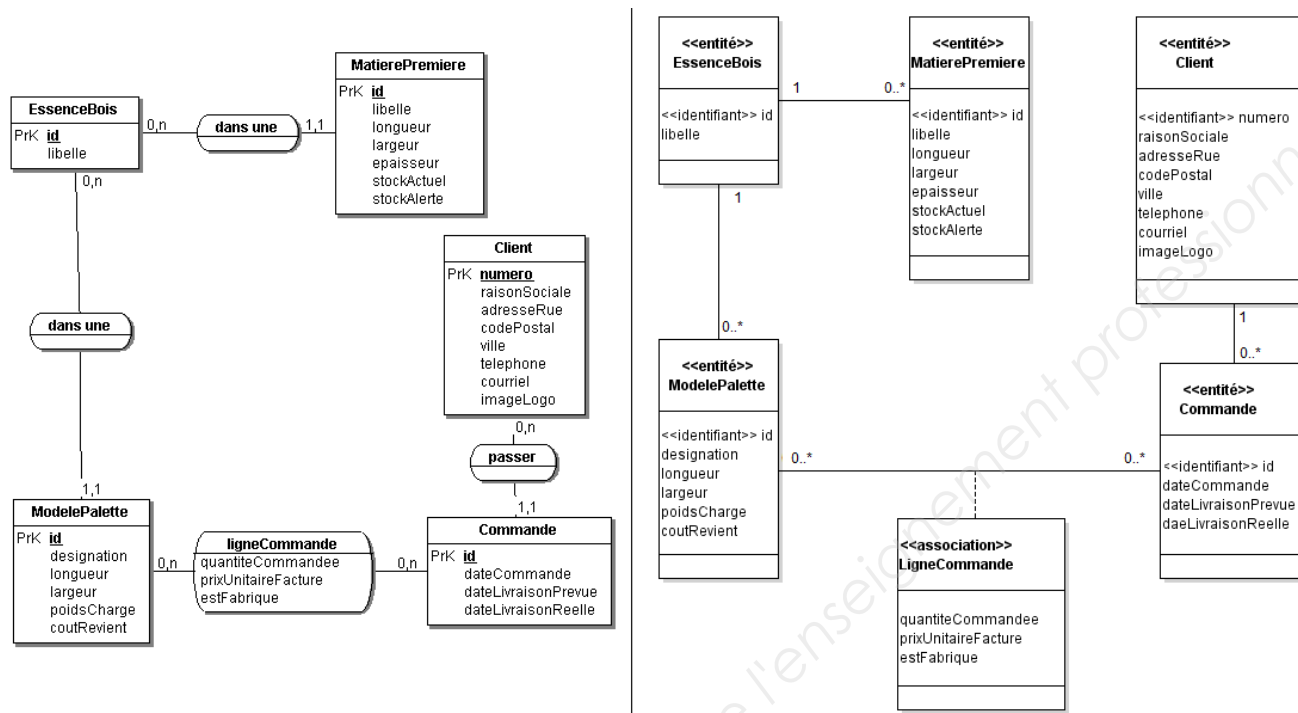 MatierePremiere
PrK id
libelle
longueur
largeur
epaisseur
stockActuel
stockAlerte
EssenceBois
PrK id
libelle
0,n
dans une
1,1
0,n
dans une
1,1
Client
PrK numero
raisonSociale
adresseRue
codePostal
ville
telephone
courriel
imageLogo
0,n
passer
1,1
ModelePalette
PrK id
designation
longueur
largeur
poidsCharge
coutRevient
0,n
ligneCommande
quantiteCommandee
prixUnitaireFacture
estFabrique
0,n
Commande
PrK id
dateCommande
dateLivraisonPrevue
dateLivraisonReelle
<<entité>>
EssenceBois
<<identifiant>> id
libelle
1
0..*
<<entité>>
MatierePremiere
<<identifiant>> id
libelle
longueur
largeur
epaisseur
stockActuel
stockAlerte
<<entité>>
Client
<<identifiant>> numero
raisonSociale
adresseRue
codePostal
ville
telephone
courriel
imageLogo
1
0..*
1
0..*
<<entité>>
ModelePalette
<<identifiant>> id
designation
longueur
largeur
poidsCharge
coutRevient
0..*
0..*
<<entité>>
Commande
<<identifiant>> id
dateCommande
dateLivraisonPrevue
daeLivraisonReelle
<<association>>
LigneCommande
quantiteCommandee
prixUnitaireFacture
estFabrique
de l'enseignement professionn